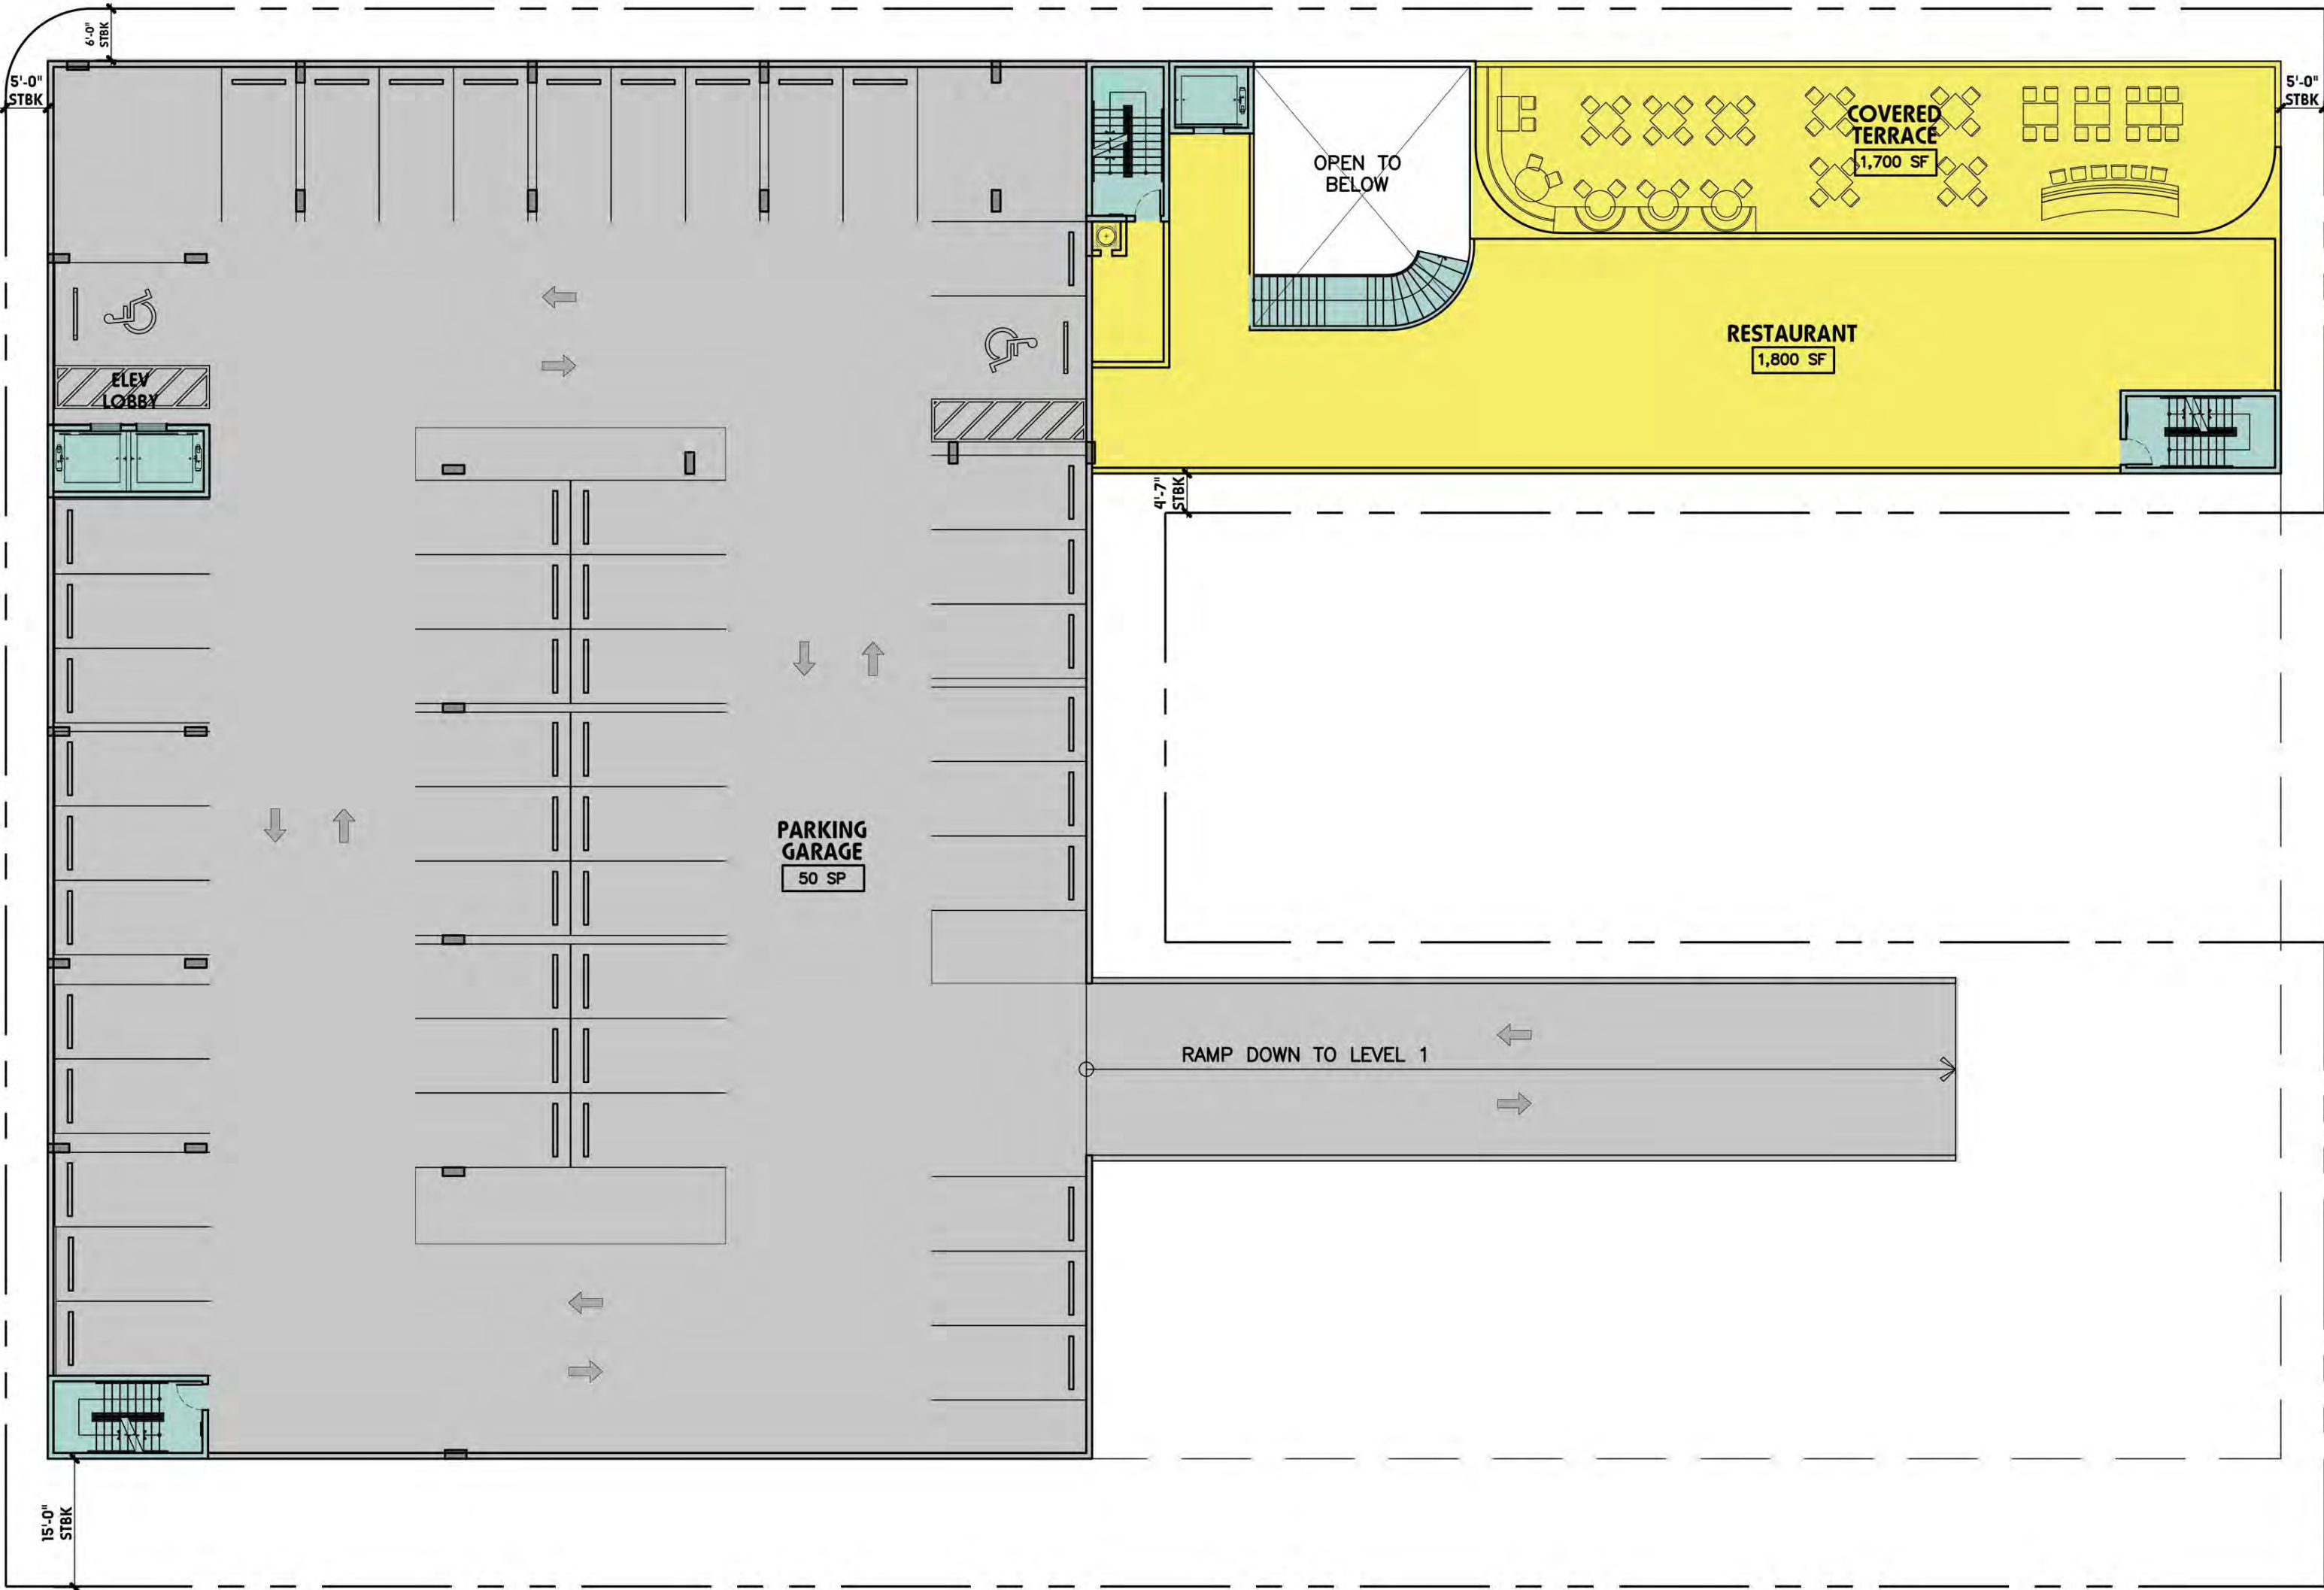 6'-0"
STBK
5'-0"
STBK
5'-0"
STBK
OPEN TO
BELOW
COVERED
TERRACE
1,700 SF
RESTAURANT
1,800 SF
ELEV
LOBBY
4'-7"
STBK
PARKING
GARAGE
50 SP
RAMP DOWN TO LEVEL 1
15'-0"
STBK